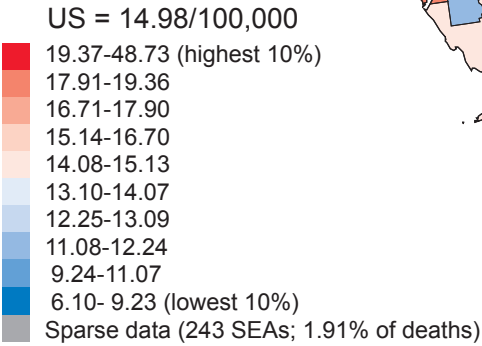 US = 14.98/100,000
19.37-48.73 (highest 10%)
17.91-19.36
16.71-17.90
15.14-16.70
14.08-15.13
13.10-14.07
12.25-13.09
11.08-12.24
9.24-11.07
6.10- 9.23 (lowest 10%)
Sparse data (243 SEAs; 1.91% of deaths)